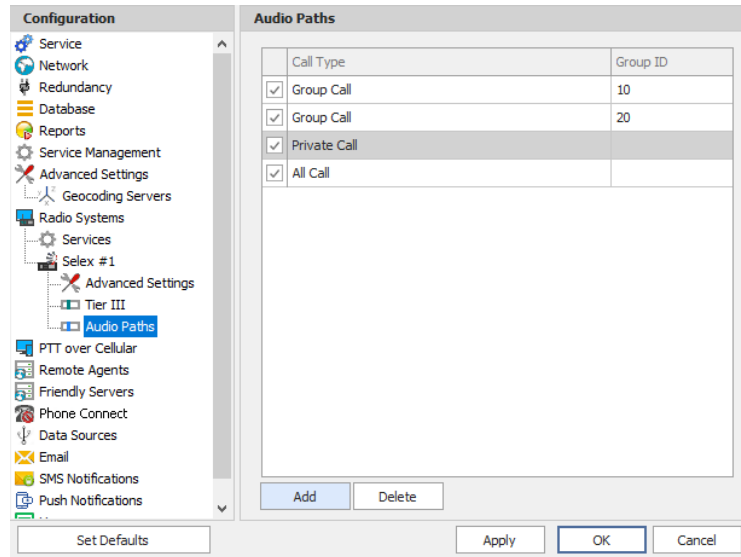 Configuration
Service
Network
Redundancy
Database
Reports
Service Management
Advanced Settings
Geocoding Servers
Radio Systems
Services
Selex #1
Advanced Settings
Tier III
Audio Paths
PTT over Cellular
Remote Agents
Friendly Servers
Phone Connect
Data Sources
Email
SMS Notifications
Push Notifications
Set Defaults
Audio Paths
Call Type Group ID
Group Call 10
Group Call 20
Private Call
All Call
Add Delete
Apply OK Cancel